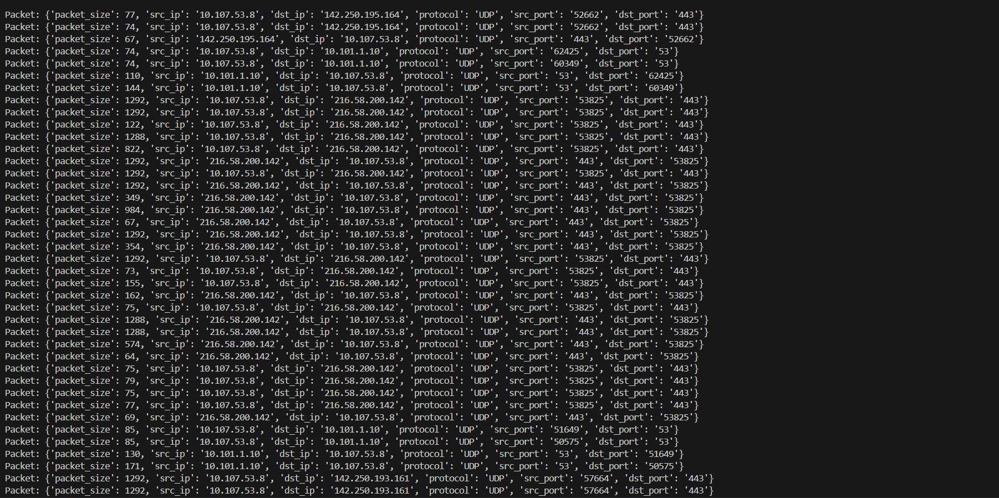 Packet: {'packet_size': 77, 'src_ip': '10.107.53.8', 'dst_ip': '142.250.195.164', 'protocol': 'UDP', 'src_port': '52662', 'dst_port': '443'}
Packet: {'packet_size': 74, 'src_ip': '10.107.53.8', 'dst_ip': '142.250.195.164', 'protocol': 'UDP', 'src_port': '52662', 'dst_port': '443'}
Packet: {'packet_size': 67, 'src_ip': '142.250.195.164', 'dst_ip': '10.107.53.8', 'protocol': 'UDP', 'src_port': '443', 'dst_port': '52662'}
Packet: {'packet_size': 74, 'src_ip': '10.107.53.8', 'dst_ip': '10.101.1.10', 'protocol': 'UDP', 'src_port': '62425', 'dst_port': '53'}
Packet: {'packet_size': 74, 'src_ip': '10.107.53.8', 'dst_ip': '10.101.1.10', 'protocol': 'UDP', 'src_port': '60349', 'dst_port': '53'}
Packet: {'packet_size': 110, 'src_ip': '10.101.1.10', 'dst_ip': '10.107.53.8', 'protocol': 'UDP', 'src_port': '53', 'dst_port': '62425'}
Packet: {'packet_size': 144, 'src_ip': '10.101.1.10', 'dst_ip': '10.107.53.8', 'protocol': 'UDP', 'src_port': '53', 'dst_port': '60349'}
Packet: {'packet_size': 1292, 'src_ip': '10.107.53.8', 'dst_ip': '216.58.200.142', 'protocol': 'UDP', 'src_port': '53825', 'dst_port': '443'}
Packet: {'packet_size': 1292, 'src_ip': '10.107.53.8', 'dst_ip': '216.58.200.142', 'protocol': 'UDP', 'src_port': '53825', 'dst_port': '443'}
Packet: {'packet_size': 122, 'src_ip': '10.107.53.8', 'dst_ip': '216.58.200.142', 'protocol': 'UDP', 'src_port': '53825', 'dst_port': '443'}
Packet: {'packet_size': 1288, 'src_ip': '10.107.53.8', 'dst_ip': '216.58.200.142', 'protocol': 'UDP', 'src_port': '53825', 'dst_port': '443'}
Packet: {'packet_size': 822, 'src_ip': '10.107.53.8', 'dst_ip': '216.58.200.142', 'protocol': 'UDP', 'src_port': '53825', 'dst_port': '443'}
Packet: {'packet_size': 1292, 'src_ip': '216.58.200.142', 'dst_ip': '10.107.53.8', 'protocol': 'UDP', 'src_port': '443', 'dst_port': '53825'}
Packet: {'packet_size': 1292, 'src_ip': '10.107.53.8', 'dst_ip': '216.58.200.142', 'protocol': 'UDP', 'src_port': '53825', 'dst_port': '443'}
Packet: {'packet_size': 1292, 'src_ip': '216.58.200.142', 'dst_ip': '10.107.53.8', 'protocol': 'UDP', 'src_port': '443', 'dst_port': '53825'}
Packet: {'packet_size': 349, 'src_ip': '216.58.200.142', 'dst_ip': '10.107.53.8', 'protocol': 'UDP', 'src_port': '443', 'dst_port': '53825'}
Packet: {'packet_size': 984, 'src_ip': '216.58.200.142', 'dst_ip': '10.107.53.8', 'protocol': 'UDP', 'src_port': '443', 'dst_port': '53825'}
Packet: {'packet_size': 67, 'src_ip': '216.58.200.142', 'dst_ip': '10.107.53.8', 'protocol': 'UDP', 'src_port': '443', 'dst_port': '53825'}
Packet: {'packet_size': 1292, 'src_ip': '216.58.200.142', 'dst_ip': '10.107.53.8', 'protocol': 'UDP', 'src_port': '443', 'dst_port': '53825'}
Packet: {'packet_size': 354, 'src_ip': '216.58.200.142', 'dst_ip': '10.107.53.8', 'protocol': 'UDP', 'src_port': '443', 'dst_port': '53825'}
Packet: {'packet_size': 1292, 'src_ip': '10.107.53.8', 'dst_ip': '216.58.200.142', 'protocol': 'UDP', 'src_port': '53825', 'dst_port': '443'}
Packet: {'packet_size': 73, 'src_ip': '10.107.53.8', 'dst_ip': '216.58.200.142', 'protocol': 'UDP', 'src_port': '53825', 'dst_port': '443'}
Packet: {'packet_size': 155, 'src_ip': '10.107.53.8', 'dst_ip': '216.58.200.142', 'protocol': 'UDP', 'src_port': '53825', 'dst_port': '443'}
Packet: {'packet_size': 162, 'src_ip': '216.58.200.142', 'dst_ip': '10.107.53.8', 'protocol': 'UDP', 'src_port': '443', 'dst_port': '53825'}
Packet: {'packet_size': 75, 'src_ip': '10.107.53.8', 'dst_ip': '216.58.200.142', 'protocol': 'UDP', 'src_port': '53825', 'dst_port': '443'}
Packet: {'packet_size': 1288, 'src_ip': '216.58.200.142', 'dst_ip': '10.107.53.8', 'protocol': 'UDP', 'src_port': '443', 'dst_port': '53825'}
Packet: {'packet_size': 1288, 'src_ip': '216.58.200.142', 'dst_ip': '10.107.53.8', 'protocol': 'UDP', 'src_port': '443', 'dst_port': '53825'}
Packet: {'packet_size': 574, 'src_ip': '216.58.200.142', 'dst_ip': '10.107.53.8', 'protocol': 'UDP', 'src_port': '443', 'dst_port': '53825'}
Packet: {'packet_size': 64, 'src_ip': '216.58.200.142', 'dst_ip': '10.107.53.8', 'protocol': 'UDP', 'src_port': '443', 'dst_port': '53825'}
Packet: {'packet_size': 75, 'src_ip': '10.107.53.8', 'dst_ip': '216.58.200.142', 'protocol': 'UDP', 'src_port': '53825', 'dst_port': '443'}
Packet: {'packet_size': 79, 'src_ip': '10.107.53.8', 'dst_ip': '216.58.200.142', 'protocol': 'UDP', 'src_port': '53825', 'dst_port': '443'}
Packet: {'packet_size': 75, 'src_ip': '10.107.53.8', 'dst_ip': '216.58.200.142', 'protocol': 'UDP', 'src_port': '53825', 'dst_port': '443'}
Packet: {'packet_size': 77, 'src_ip': '10.107.53.8', 'dst_ip': '216.58.200.142', 'protocol': 'UDP', 'src_port': '53825', 'dst_port': '443'}
Packet: {'packet_size': 69, 'src_ip': '216.58.200.142', 'dst_ip': '10.107.53.8', 'protocol': 'UDP', 'src_port': '443', 'dst_port': '53825'}
Packet: {'packet_size': 85, 'src_ip': '10.107.53.8', 'dst_ip': '10.101.1.10', 'protocol': 'UDP', 'src_port': '51649', 'dst_port': '53'}
Packet: {'packet_size': 85, 'src_ip': '10.107.53.8', 'dst_ip': '10.101.1.10', 'protocol': 'UDP', 'src_port': '50575', 'dst_port': '53'}
Packet: {'packet_size': 130, 'src_ip': '10.101.1.10', 'dst_ip': '10.107.53.8', 'protocol': 'UDP', 'src_port': '53', 'dst_port': '51649'}
Packet: {'packet_size': 171, 'src_ip': '10.101.1.10', 'dst_ip': '10.107.53.8', 'protocol': 'UDP', 'src_port': '53', 'dst_port': '50575'}
Packet: {'packet_size': 1292, 'src_ip': '10.107.53.8', 'dst_ip': '142.250.193.161', 'protocol': 'UDP', 'src_port': '57664', 'dst_port': '443'}
Packet: {'packet_size': 1292, 'src_ip': '10.107.53.8', 'dst_ip': '142.250.193.161', 'protocol': 'UDP', 'src_port': '57664', 'dst_port': '443'}